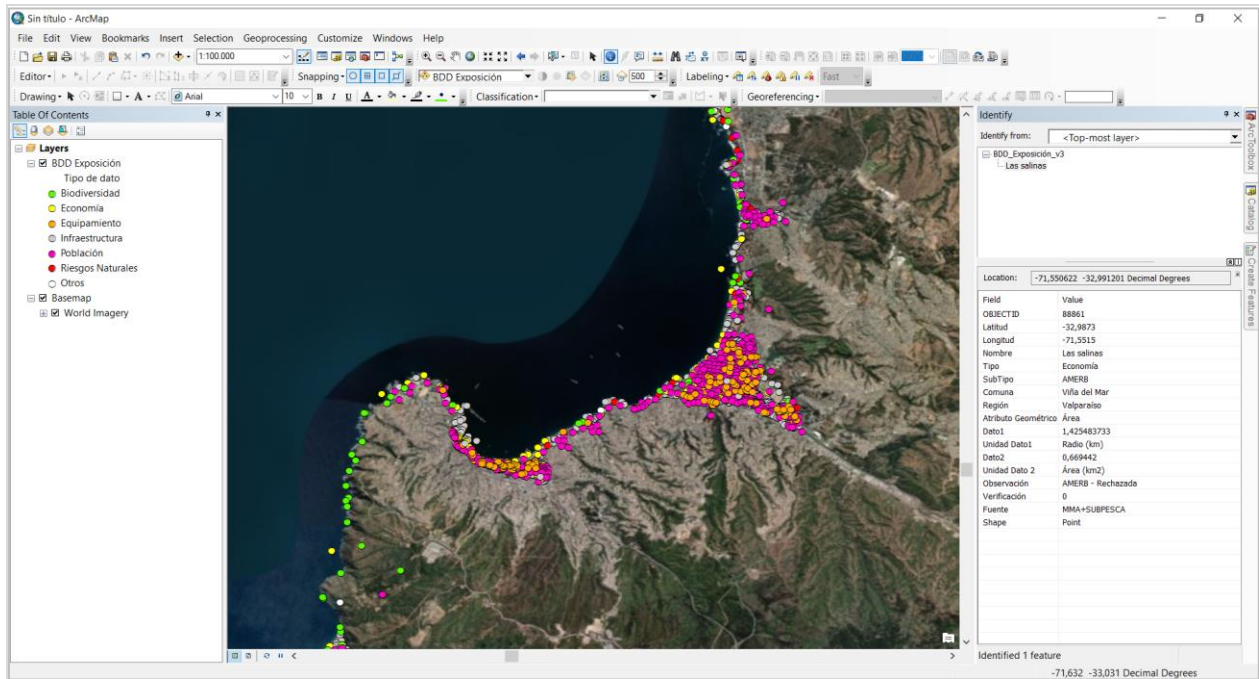 Sin título - ArcMap
File Edit View Bookmarks Insert Selection Geoprocessing Customize Windows Help
1:100.000
Editor Snapping BDD Exposición 500 Labeling Fast
Drawing Arial 10 B I U A Classification Georeferencing
Table Of Contents
Layers
BDD Exposición
Tipo de dato
Biodiversidad
Economía
Equipamiento
Infraestructura
Población
Riesgos Naturales
Otros
Basemap
World Imagery
Identify
Identify from: <Top-most layer>
BDD_Exposición_v3
Las salinas
Location: -71,550622 -32,991201 Decimal Degrees
Field Value
OBJECTID 88861
Latitud -32,9873
Longitud -71,5515
Nombre Las salinas
Tipo Economía
SubTipo AMERB
Comuna Viña del Mar
Región Valparaíso
Atributo Geométrico Área
Dato1 1,425483733
Unidad Dato1 Radio (km)
Dato2 0,669442
Unidad Dato 2 Área (km2)
Observación AMERB - Rechazada
Verificación 0
Fuente MMA+SUBPESCA
Shape Point
Identified 1 feature
ArcToolbox
Catalog
Create Features
-71,632 -33,031 Decimal Degrees